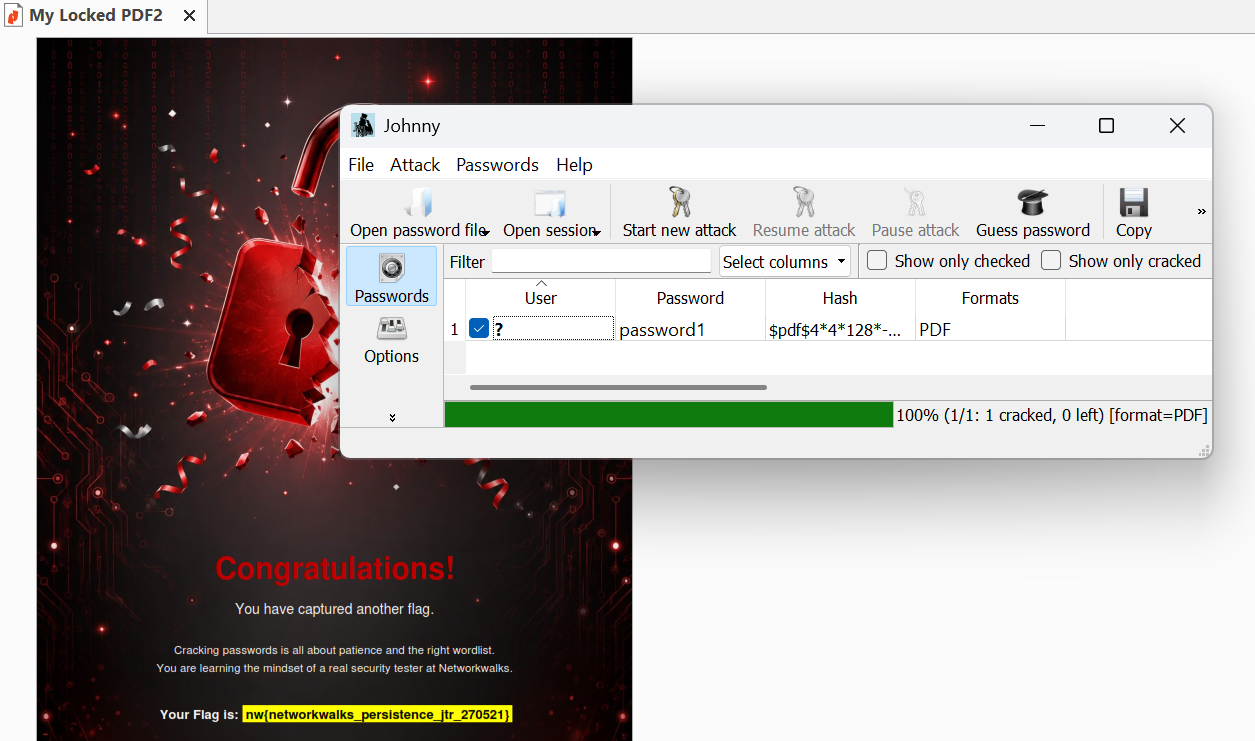 My Locked PDF2
Johnny
File Attack Passwords Help
Open password file Open session Start new attack Resume attack Pause attack Guess password Copy
Passwords
Options
Filter Select columns Show only checked Show only cracked
User Password Hash Formats
1 ? password1 $pdf$4*4*128*-... PDF
100% (1/1: 1 cracked, 0 left) [format=PDF]
Congratulations!
You have captured another flag.
Cracking passwords is all about patience and the right wordlist.
You are learning the mindset of a real security tester at Networkwalks.
Your Flag is: nw{networkwalks_persistence_jtr_270521}